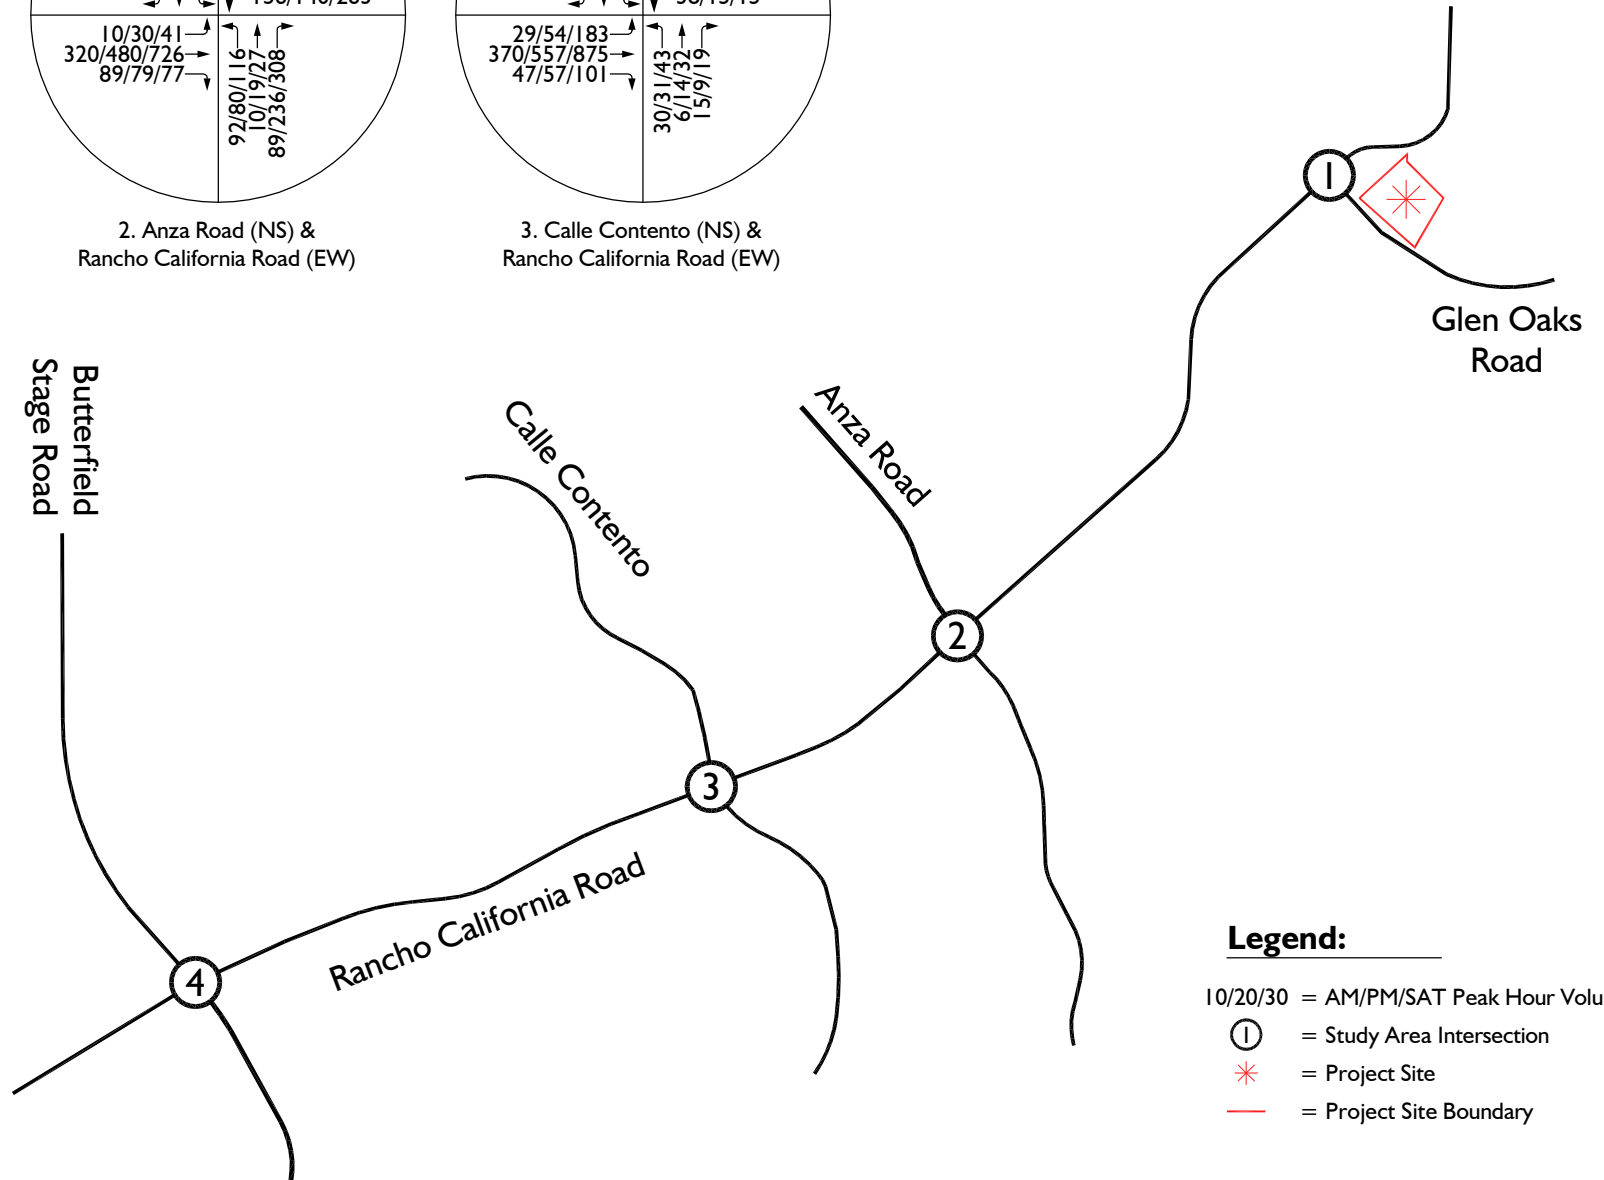 10/30/41
320/480/726
89/79/77
92/80/116
10/19/27
89/236/308
2. Anza Road (NS) &
Rancho California Road (EW)
29/54/183
370/557/875
47/57/101
30/31/43
6/14/32
15/9/19
3. Calle Contento (NS) &
Rancho California Road (EW)
1
Glen Oaks
Road
Butterfield
Stage Road
Calle Contento
Anza Road
2
3
Rancho California Road
4
Legend:
10/20/30 = AM/PM/SAT Peak Hour Volu
1 = Study Area Intersection
= Project Site
= Project Site Boundary